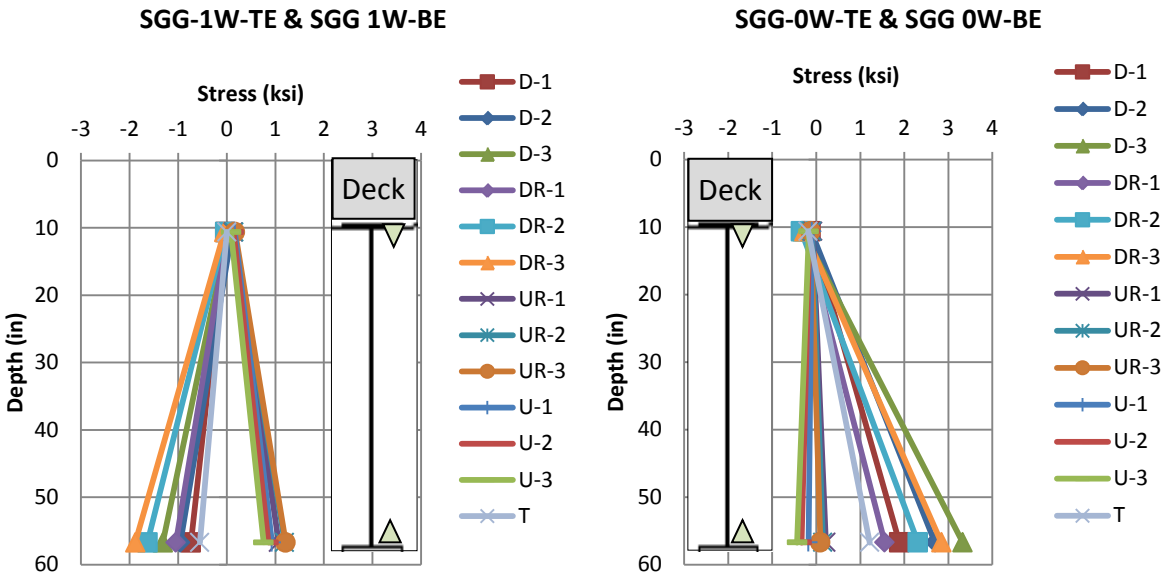 SGG-1W-TE & SGG 1W-BE
Stress (ksi)
-3 -2 -1 0 1 2 3 4
0
10
20
30
40
50
60
Depth (in)
Deck
D-1
D-2
D-3
DR-1
DR-2
DR-3
UR-1
UR-2
UR-3
U-1
U-2
U-3
T
SGG-0W-TE & SGG 0W-BE
Stress (ksi)
-3 -2 -1 0 1 2 3 4
0
10
20
30
40
50
60
Depth (in)
Deck
D-1
D-2
D-3
DR-1
DR-2
DR-3
UR-1
UR-2
UR-3
U-1
U-2
U-3
T